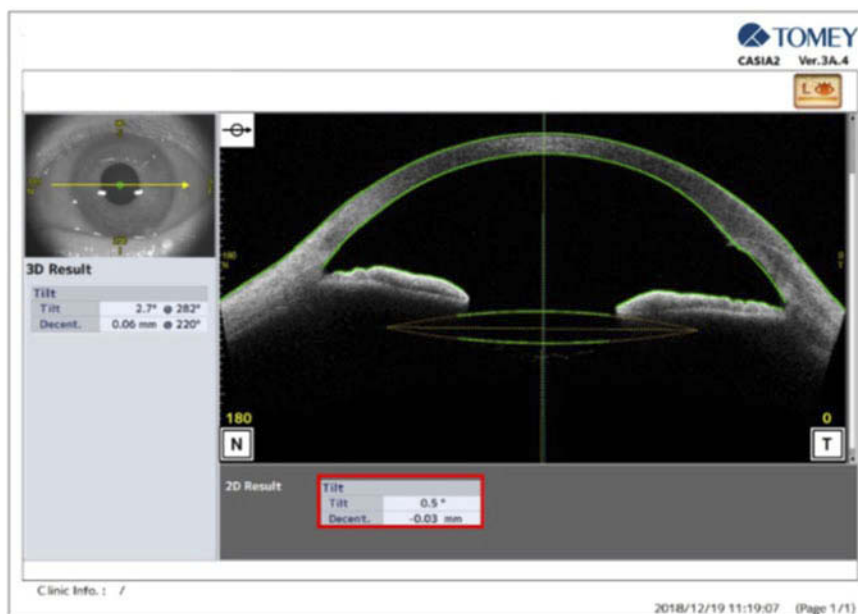 TOMEY
CASIA2 Ver.3A.4
L
180
N
0
T
3D Result
Tilt
Tilt 2.7° @ 282°
Decent. 0.06 mm @ 220°
180
0
N
T
2D Result
Tilt
Tilt 0.5 °
Decent. -0.03 mm
Clinic Info. : /
2018/12/19 11:19:07 (Page 1/1)